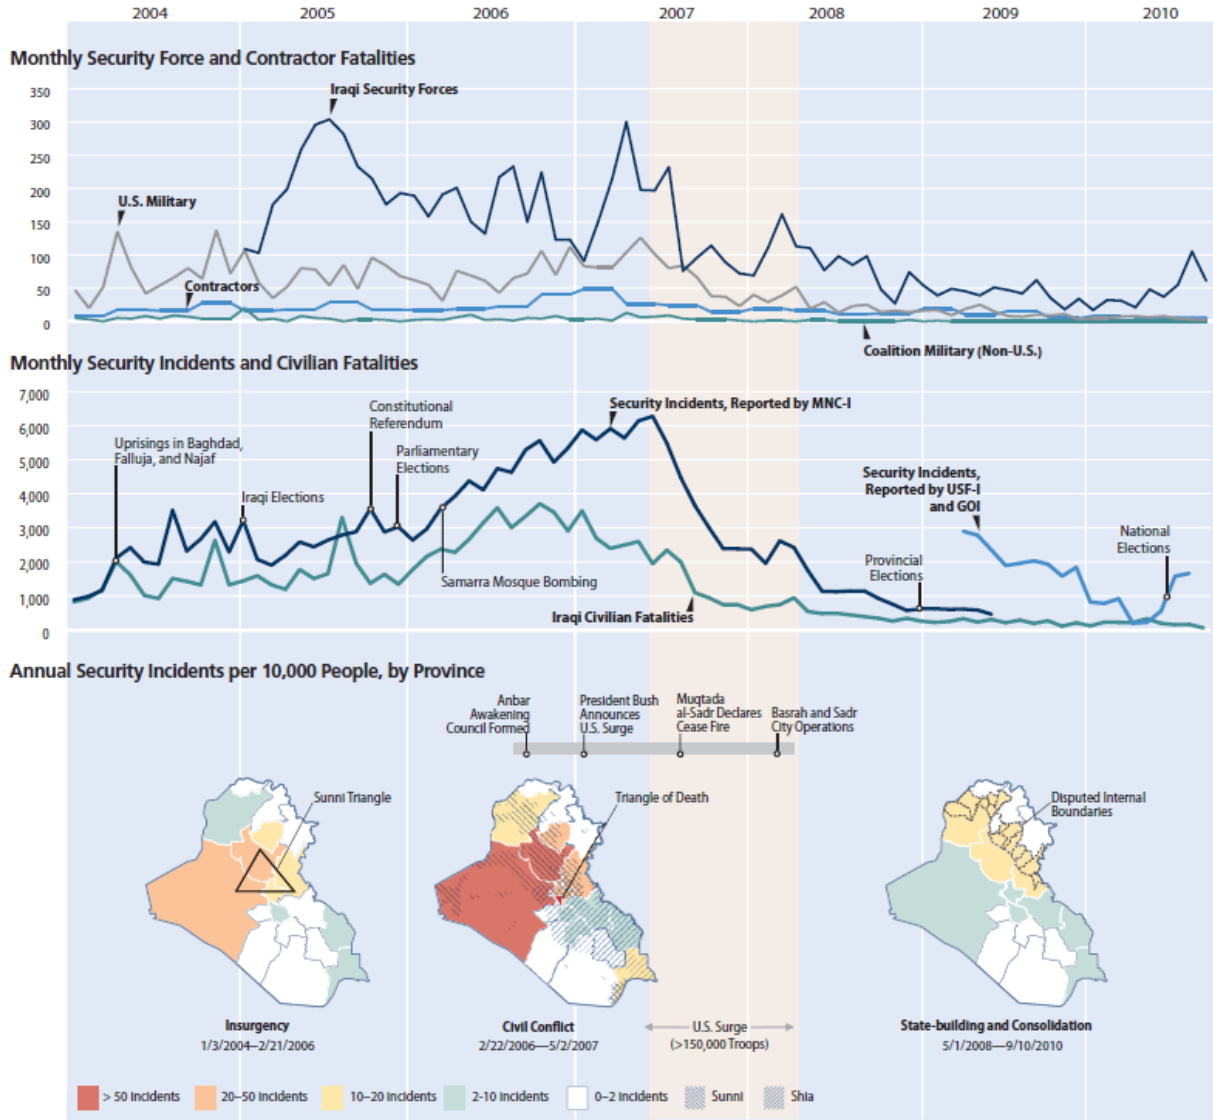 2004 2005 2006 2007 2008 2009 2010
Monthly Security Force and Contractor Fatalities
350
300
250
200
150
100
50
0
Iraqi Security Forces
U.S. Military
Contractors
Coalition Military (Non-U.S.)
Monthly Security Incidents and Civilian Fatalities
7,000
6,000
5,000
4,000
3,000
2,000
1,000
0
Uprisings in Baghdad,
Falluja, and Najaf
Iraqi Elections
Constitutional
Referendum
Parliamentary
Elections
Samarra Mosque Bombing
Security Incidents, Reported by MNC-I
Iraqi Civilian Fatalities
Security Incidents,
Reported by USF-I
and GOI
Provincial
Elections
National
Elections
Annual Security Incidents per 10,000 People, by Province
Anbar
Awakening
Council Formed
President Bush
Announces
U.S. Surge
Muqtada
al-Sadr Declares
Cease Fire
Basrah and Sadr
City Operations
Sunni Triangle
Triangle of Death
Disputed Internal
Boundaries
Insurgency
1/3/2004–2/21/2006
Civil Conflict
2/22/2006—5/2/2007
U.S. Surge
(>150,000 Troops)
State-building and Consolidation
5/1/2008—9/10/2010
> 50 Incidents 20–50 Incidents 10–20 Incidents 2-10 Incidents 0–2 Incidents Sunni Shia